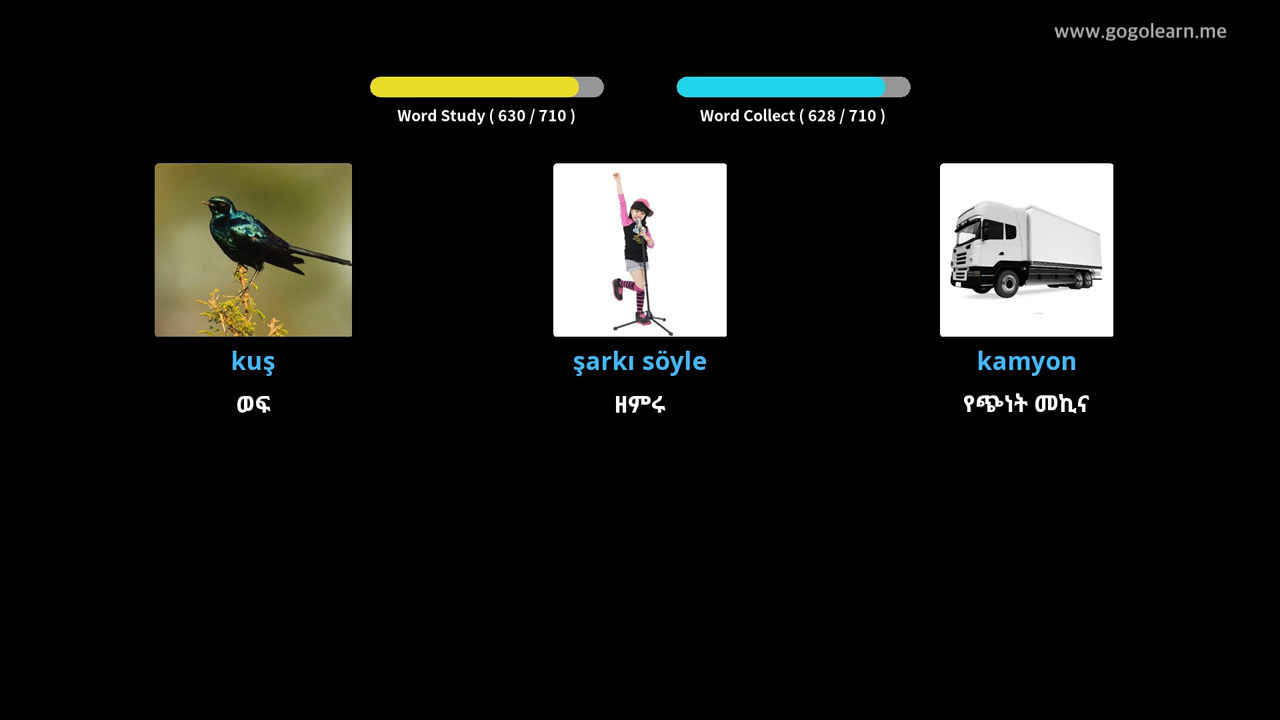 www.gogolearn.me
Word Study ( 630 / 710 )
Word Collect ( 628 / 710 )
kuş
şarkı söyle
kamyon
ወፍ
ዘምሩ
የጭነት መኪና